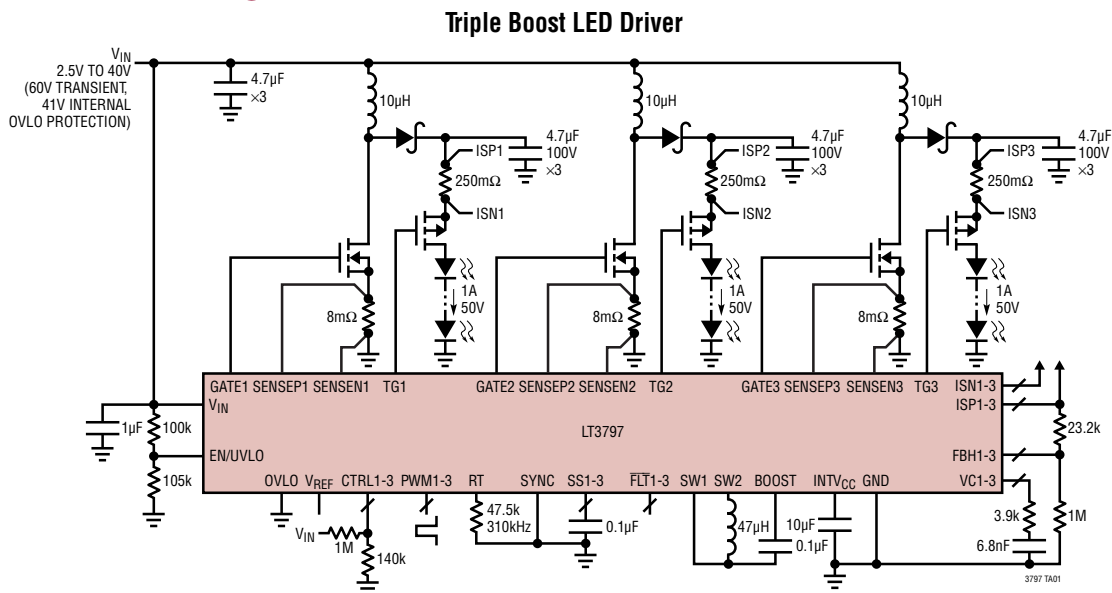 Triple Boost LED Driver
VIN
2.5V TO 40V
(60V TRANSIENT,
41V INTERNAL
OVLO PROTECTION)
4.7µF
×3
10µH
ISP1
250mΩ
ISN1
4.7µF
100V
×3
1A
50V
8mΩ
10µH
ISP2
250mΩ
ISN2
4.7µF
100V
×3
1A
50V
8mΩ
10µH
ISP3
250mΩ
ISN3
4.7µF
100V
×3
1A
50V
8mΩ
GATE1 SENSEP1 SENSEN1 TG1 GATE2 SENSEP2 SENSEN2 TG2 GATE3 SENSEP3 SENSEN3 TG3 ISN1-3
VIN ISP1-3
1µF 100k LT3797 23.2k
EN/UVLO FBH1-3
105k
OVLO VREF CTRL1-3 PWM1-3 RT SYNC SS1-3 FLT1-3 SW1 SW2 BOOST INTVCC GND VC1-3
47.5k
310kHz
0.1µF
47µH
0.1µF
10µF
3.9k
1M
6.8nF
VIN
1M
140k
3797 TA01